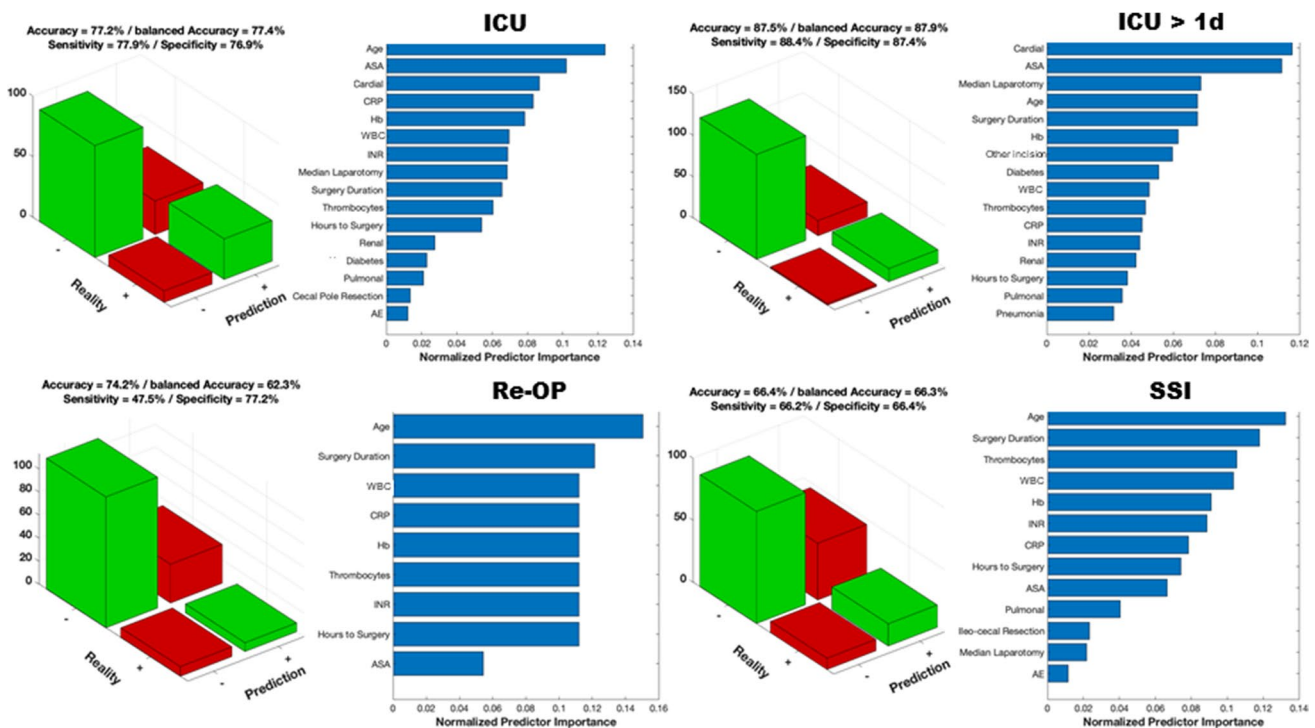 ICU
Accuracy = 77.2% / balanced Accuracy = 77.4%
Sensitivity = 77.9% / Specificity = 76.9%
100
50
0
-
+
Reality
-
+
Prediction
Age
ASA
Cardial
CRP
Hb
WBC
INR
Median Laparotomy
Surgery Duration
Thrombocytes
Hours to Surgery
Renal
Diabetes
Pulmonal
Cecal Pole Resection
AE
0 0.02 0.04 0.06 0.08 0.1 0.12 0.14
Normalized Predictor Importance
ICU > 1d
Accuracy = 87.5% / balanced Accuracy = 87.9%
Sensitivity = 88.4% / Specificity = 87.4%
150
100
50
0
-
+
Reality
-
+
Prediction
Cardial
ASA
Median Laparotomy
Age
Surgery Duration
Hb
Other incision
Diabetes
WBC
Thrombocytes
CRP
INR
Renal
Hours to Surgery
Pulmonal
Pneumonia
0 0.02 0.04 0.06 0.08 0.1 0.12
Normalized Predictor Importance
Re-OP
Accuracy = 74.2% / balanced Accuracy = 62.3%
Sensitivity = 47.5% / Specificity = 77.2%
100
80
60
40
20
0
-
+
Reality
-
+
Prediction
Age
Surgery Duration
WBC
CRP
Hb
Thrombocytes
INR
Hours to Surgery
ASA
0 0.02 0.04 0.06 0.08 0.1 0.12 0.14 0.16
Normalized Predictor Importance
SSI
Accuracy = 66.4% / balanced Accuracy = 66.3%
Sensitivity = 66.2% / Specificity = 66.4%
100
50
0
-
+
Reality
-
+
Prediction
Age
Surgery Duration
Thrombocytes
WBC
Hb
INR
CRP
Hours to Surgery
ASA
Pulmonal
Ileo-cecal Resection
Median Laparotomy
AE
0 0.02 0.04 0.06 0.08 0.1 0.12 0.14
Normalized Predictor Importance